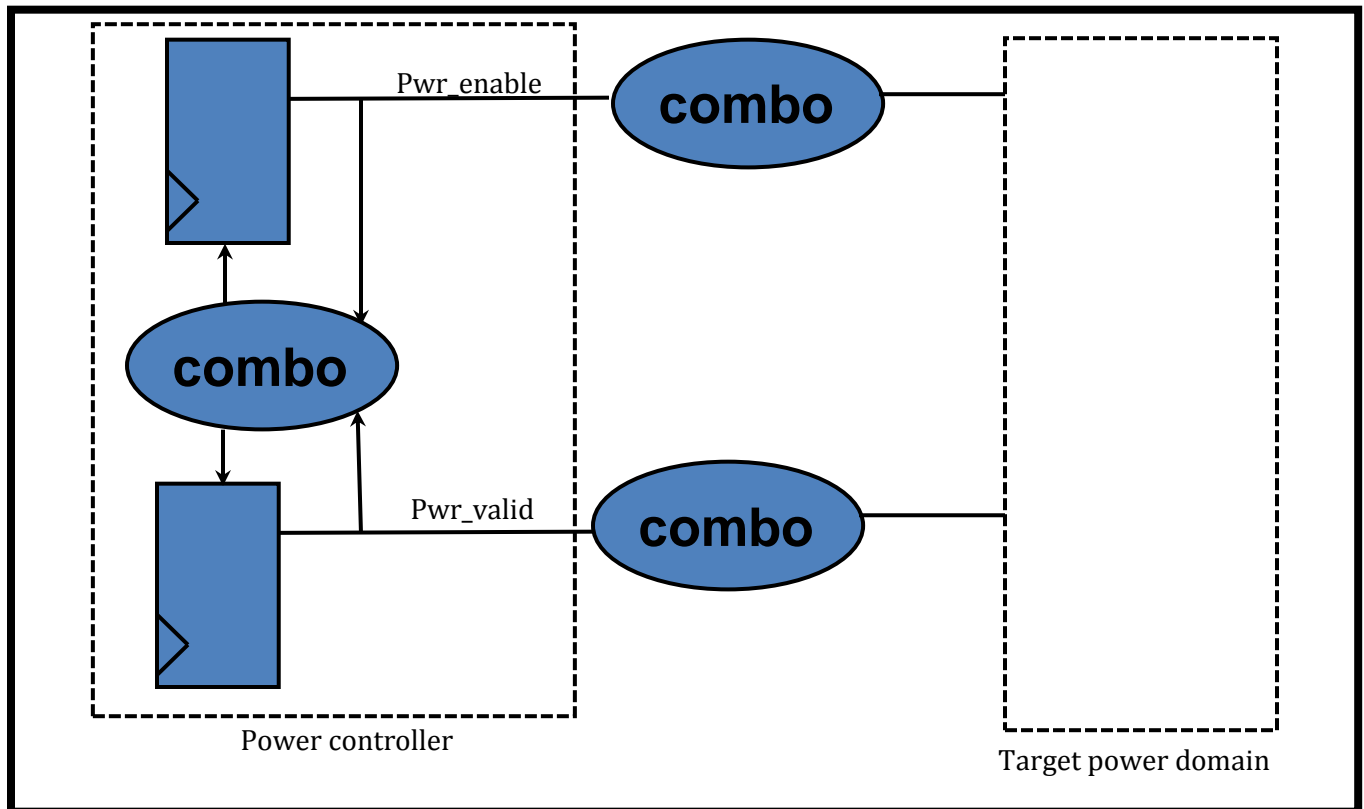 Pwr_enable
combo
combo
Pwr_valid
combo
Power controller
Target power domain